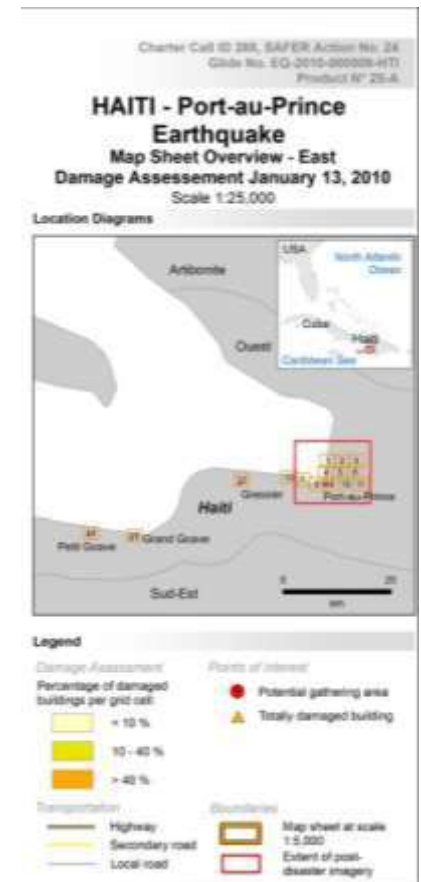 Charter Call ID 288, SAFER Action No. 24
Glide No. EQ-2010-000009-HTI
Product N° 25-A
HAITI - Port-au-Prince
Earthquake
Map Sheet Overview - East
Damage Assessement January 13, 2010
Scale 1:25,000
Location Diagrams
USA
North Atlantic
Ocean
Cuba
Haiti
Caribbean Sea
Artibonite
Ouest
Gressier
Port-au-Prince
Haiti
Petit Goave
Grand Goave
Sud-Est
0
20
km
Legend
Damage Assessment
Percentage of damaged
buildings per grid cell:
< 10 %
10 - 40 %
> 40 %
Points of interest
Potential gathering area
Totally damaged building
Transportation
Highway
Secondary road
Local road
Boundaries
Map sheet at scale
1:5,000
Extent of post-
disaster imagery